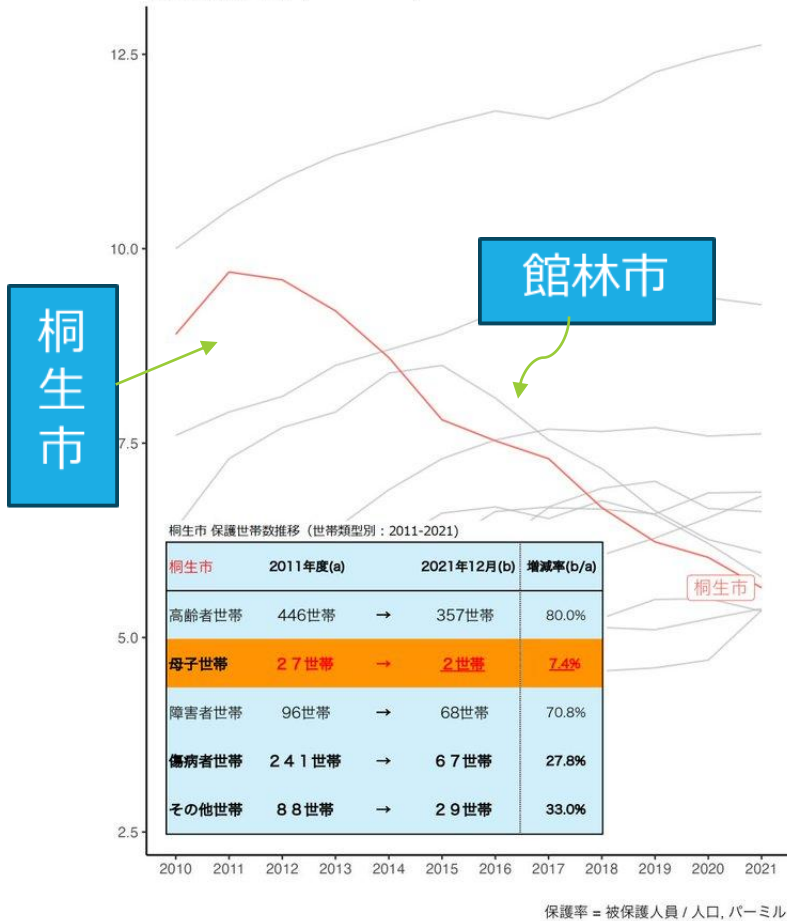 12.5
10.0
7.5
5.0
2.5
桐生市
館林市
桐生市 保護世帯数推移（世帯類型別：2011-2021)
桐生市 2011年度(a) 2021年12月(b) 増減率(b/a)
高齢者世帯 446世帯 → 357世帯 80.0%
母子世帯 ２７世帯 → ２世帯 7.4%
障害者世帯 96世帯 → 68世帯 70.8%
傷病者世帯 ２４１世帯 → ６７世帯 27.8%
その他世帯 ８８世帯 → ２９世帯 33.0%
桐生市
2010 2011 2012 2013 2014 2015 2016 2017 2018 2019 2020 2021
保護率 = 被保護人員 / 人口, パーミル